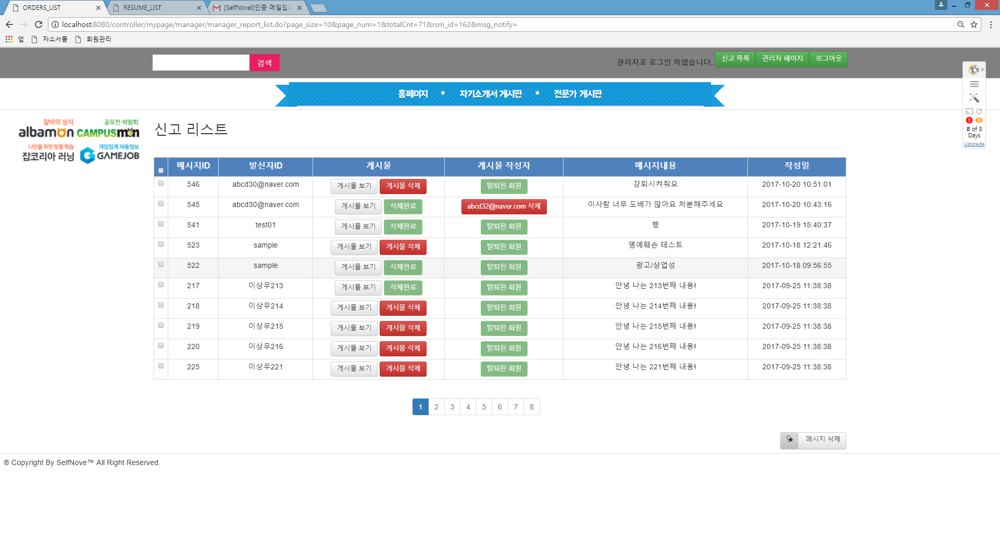 ORDERS_LIST
RESUME_LIST
[SelfNovel]인증 메일입니
localhost:8080/controller/mypage/manager/manager_report_list.do?page_size=10&page_num=1&totalCnt=71&rsm_id=162&msg_notify=
앱 자소서폼 회원관리
검색
관리자로 로그인 하였습니다. 신고 목록 관리자 페이지 로그아웃
홈페이지 ★ 자기소개서 게시판 ★ 전문가 게시판
알바의 상식 공모전·박람회
albamon CAMPUSmon
나만을 위한 맞춤 학습 게임업계 채용정보
잡코리아 러닝 GAMEJOB
신고 리스트
메시지ID 발신자ID 게시물 게시물 작성자 메시지내용 작성일
546 abcd30@naver.com 게시물 보기 게시물 삭제 탈퇴된 회원 강퇴시켜줘요 2017-10-20 10:51:01
545 abcd30@naver.com 게시물 보기 삭제완료 abcd32@naver.com 삭제 이사람 너무 도배가 많아요 처분해주세요 2017-10-20 10:43:16
541 test01 게시물 보기 삭제완료 탈퇴된 회원 헹 2017-10-19 15:40:37
523 sample 게시물 보기 게시물 삭제 탈퇴된 회원 명예훼손 테스트 2017-10-18 12:21:46
522 sample 게시물 보기 삭제완료 탈퇴된 회원 광고/상업성 2017-10-18 09:56:55
217 이상무213 게시물 보기 삭제완료 탈퇴된 회원 안녕 나는 213번째 내용! 2017-09-25 11:38:38
218 이상무214 게시물 보기 게시물 삭제 탈퇴된 회원 안녕 나는 214번째 내용! 2017-09-25 11:38:38
219 이상무215 게시물 보기 게시물 삭제 탈퇴된 회원 안녕 나는 215번째 내용! 2017-09-25 11:38:38
220 이상무216 게시물 보기 게시물 삭제 탈퇴된 회원 안녕 나는 216번째 내용! 2017-09-25 11:38:38
225 이상무221 게시물 보기 게시물 삭제 탈퇴된 회원 안녕 나는 221번째 내용! 2017-09-25 11:38:38
1 2 3 4 5 6 7 8
메시지 삭제
® Copyright By SelfNove™ All Right Reserved.
8 of 8
Days
Upgrade